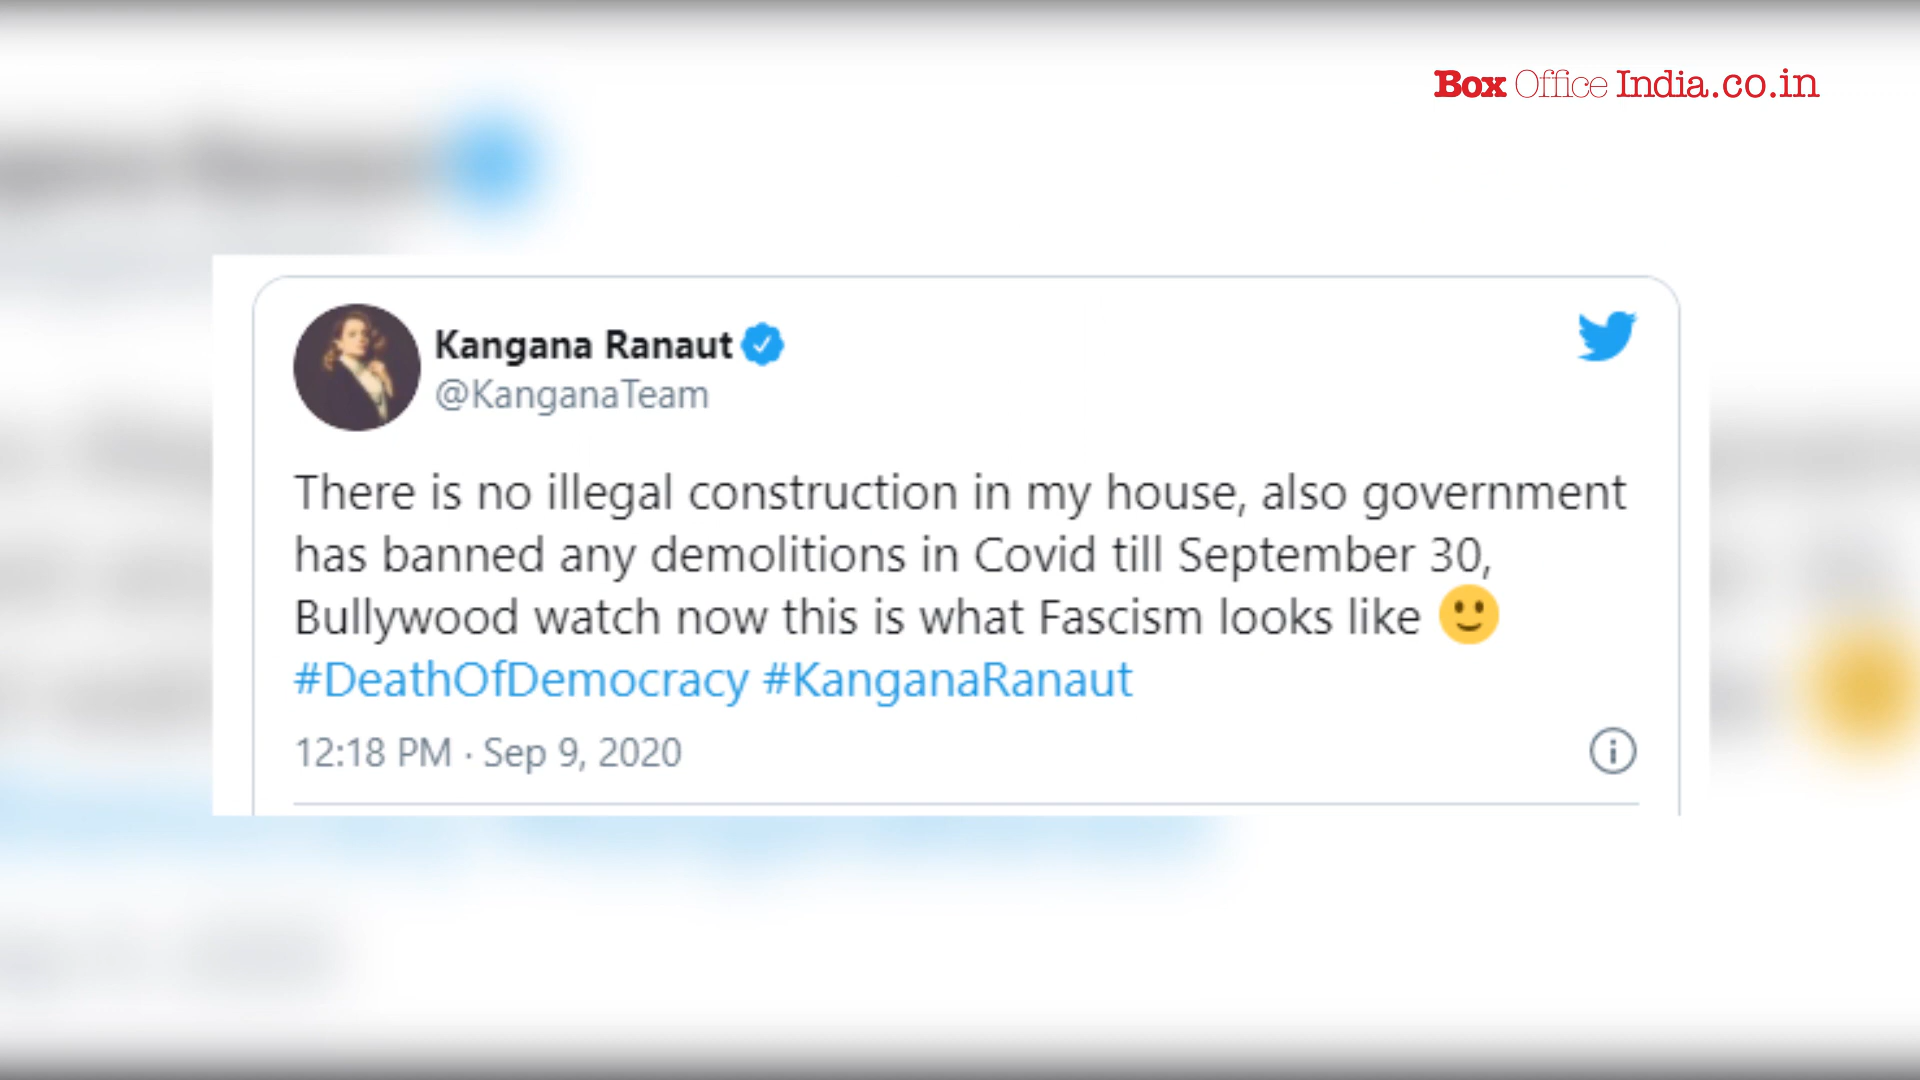 Box Office India.co.in
Kangana Ranaut
@KanganaTeam
There is no illegal construction in my house, also government
has banned any demolitions in Covid till September 30,
Bullywood watch now this is what Fascism looks like 🙂
#DeathOfDemocracy #KanganaRanaut
12:18 PM · Sep 9, 2020